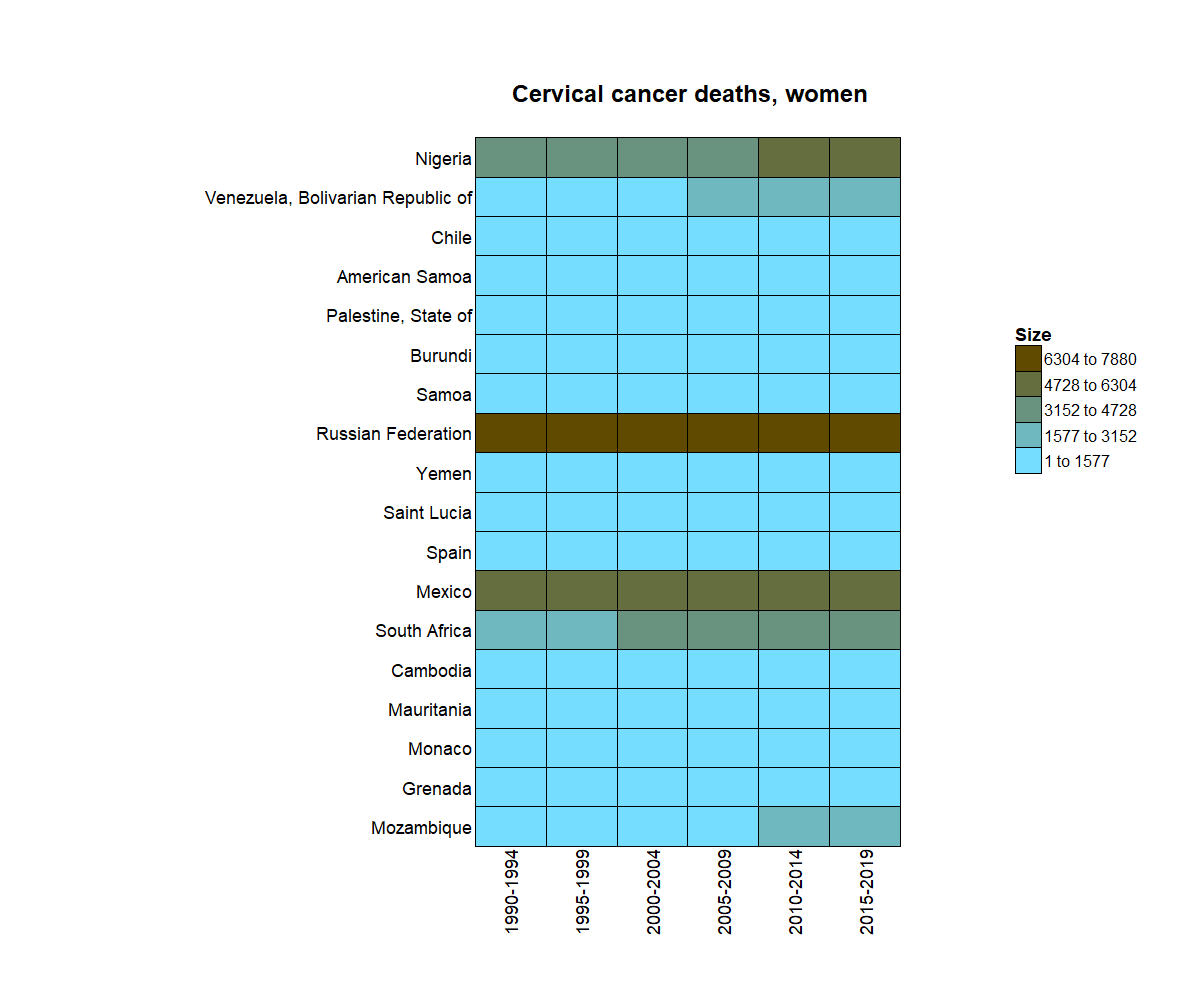 Cervical cancer deaths, women
Nigeria
Venezuela, Bolivarian Republic of
Chile
American Samoa
Palestine, State of
Burundi
Samoa
Russian Federation
Yemen
Saint Lucia
Spain
Mexico
South Africa
Cambodia
Mauritania
Monaco
Grenada
Mozambique
1990-1994
1995-1999
2000-2004
2005-2009
2010-2014
2015-2019
Size
6304 to 7880
4728 to 6304
3152 to 4728
1577 to 3152
1 to 1577